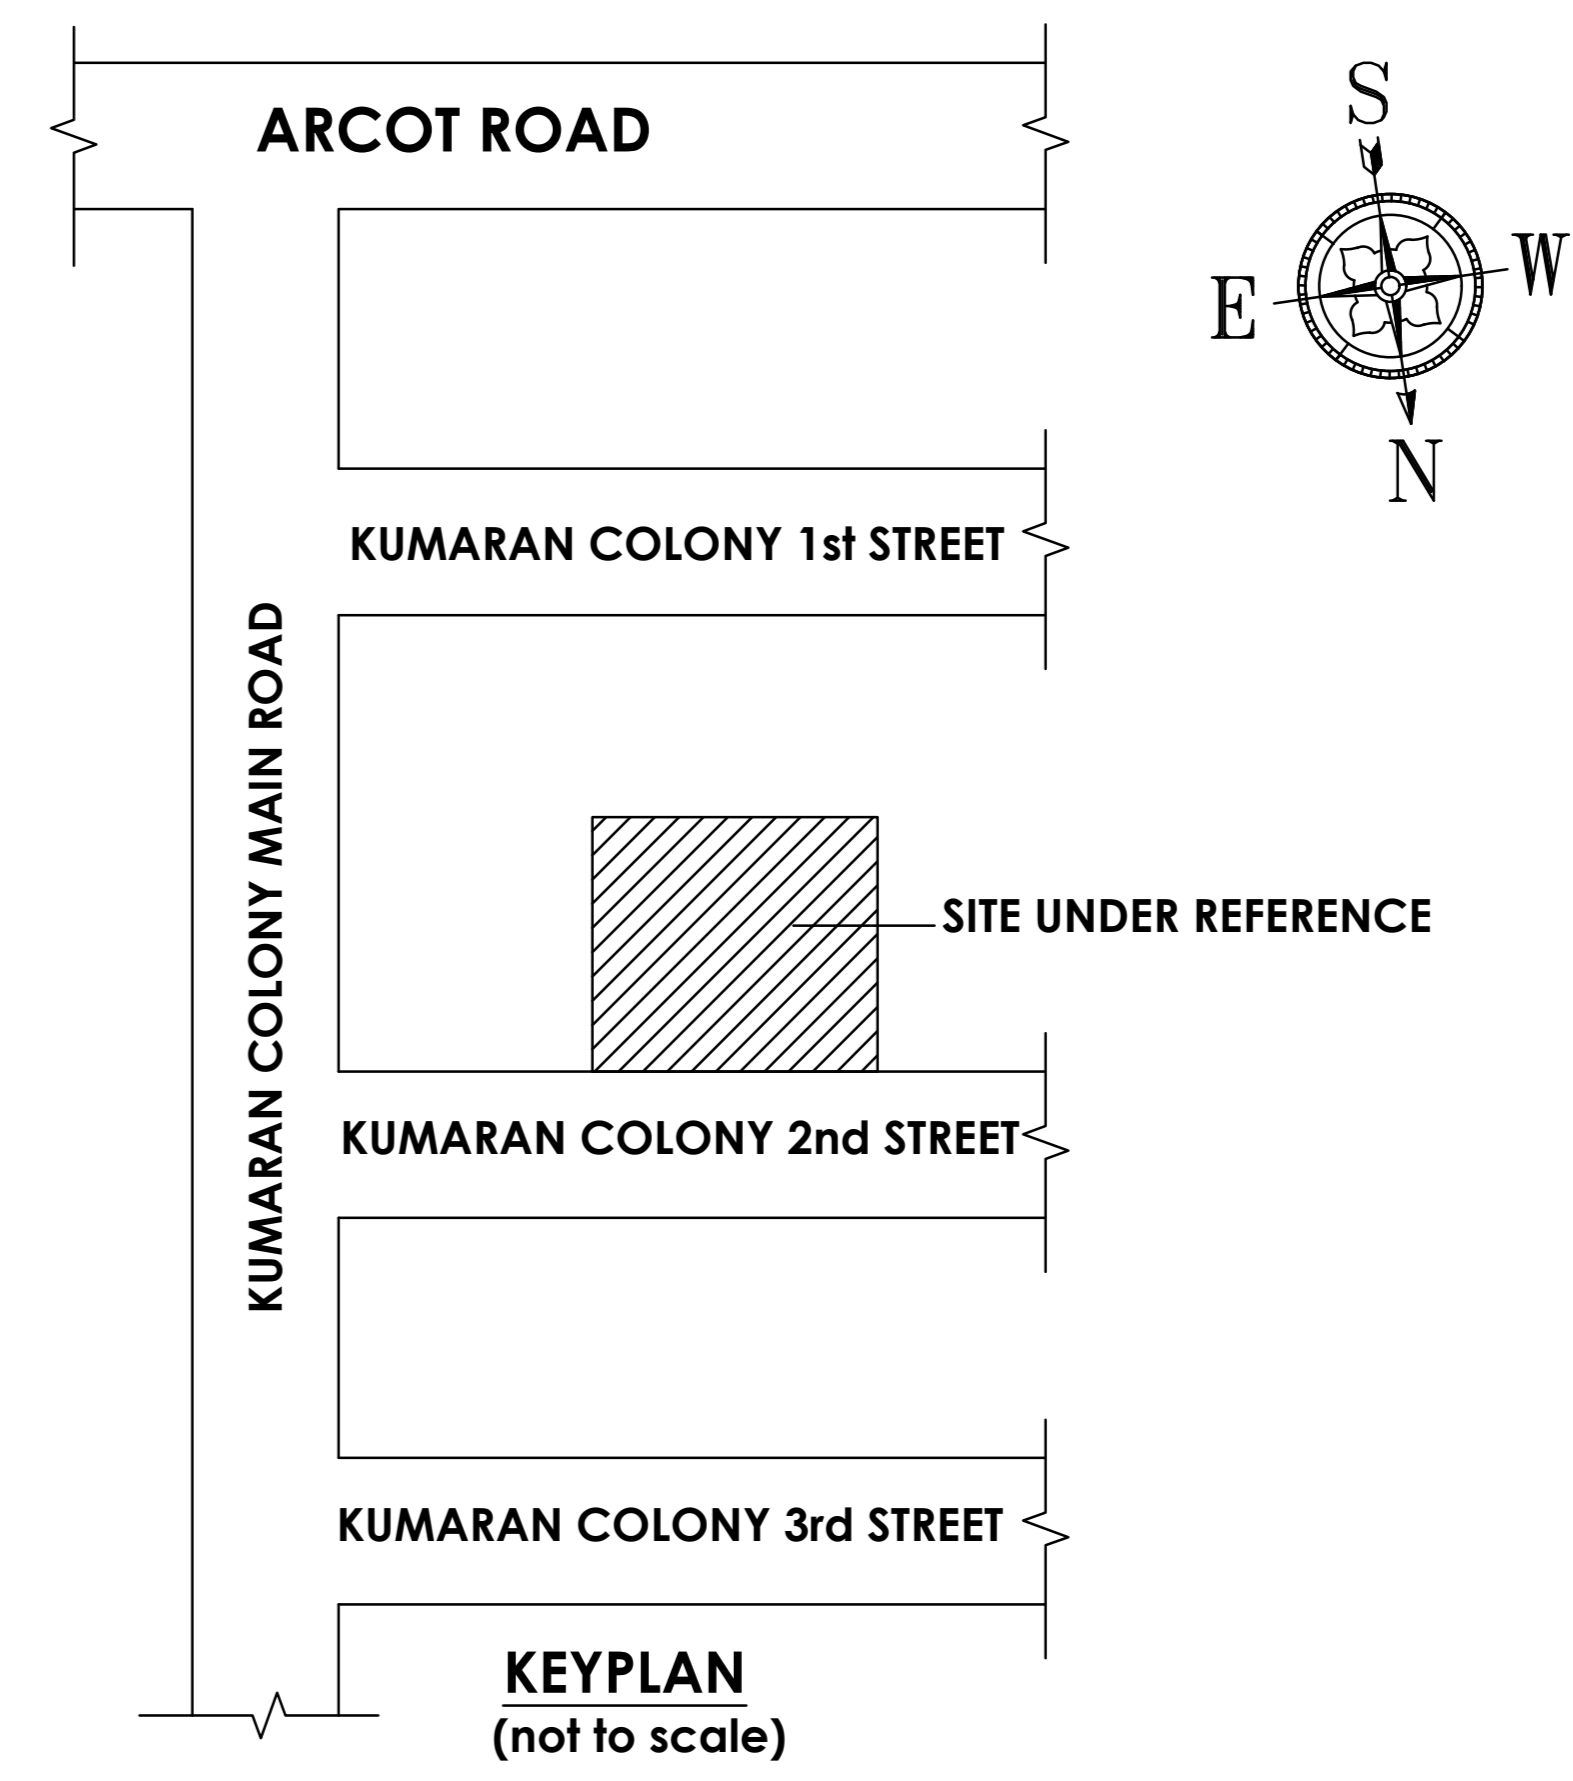 ARCOT ROAD
S
W
E
N
KUMARAN COLONY 1st STREET
KUMARAN COLONY MAIN ROAD
SITE UNDER REFERENCE
KUMARAN COLONY 2nd STREET
KUMARAN COLONY 3rd STREET
KEYPLAN
(not to scale)